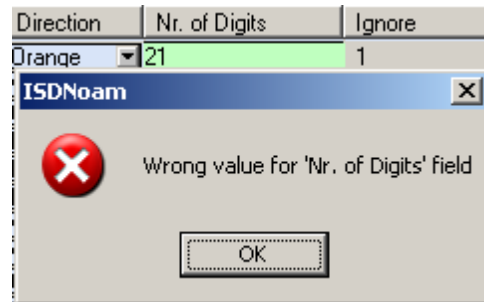 Direction Nr. of Digits Ignore
Orange 21 1
ISDNoam
Wrong value for 'Nr. of Digits' field
OK